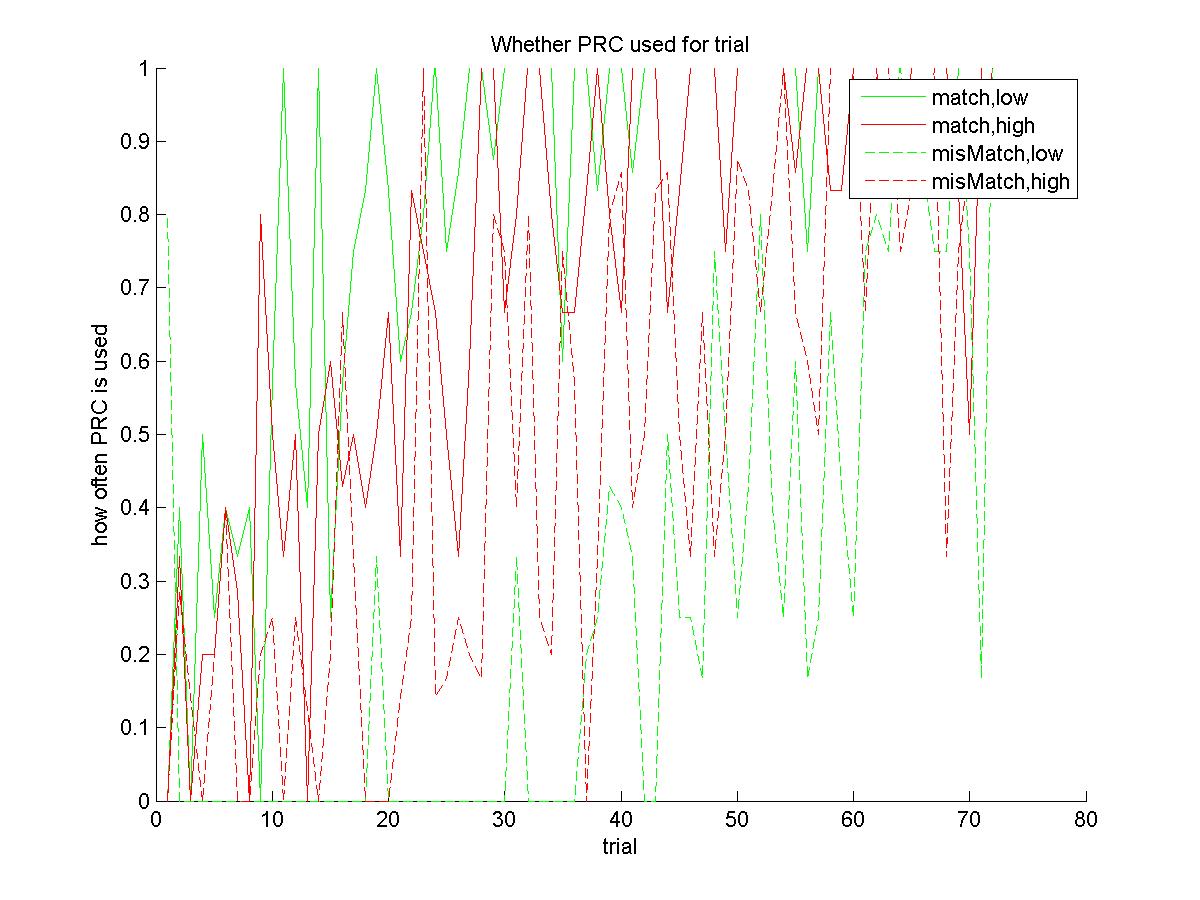 Whether PRC used for trial
1
0.9
0.8
0.7
0.6
0.5
0.4
0.3
0.2
0.1
0
how often PRC is used
match,low
match,high
misMatch,low
misMatch,high
0 10 20 30 40 50 60 70 80
trial